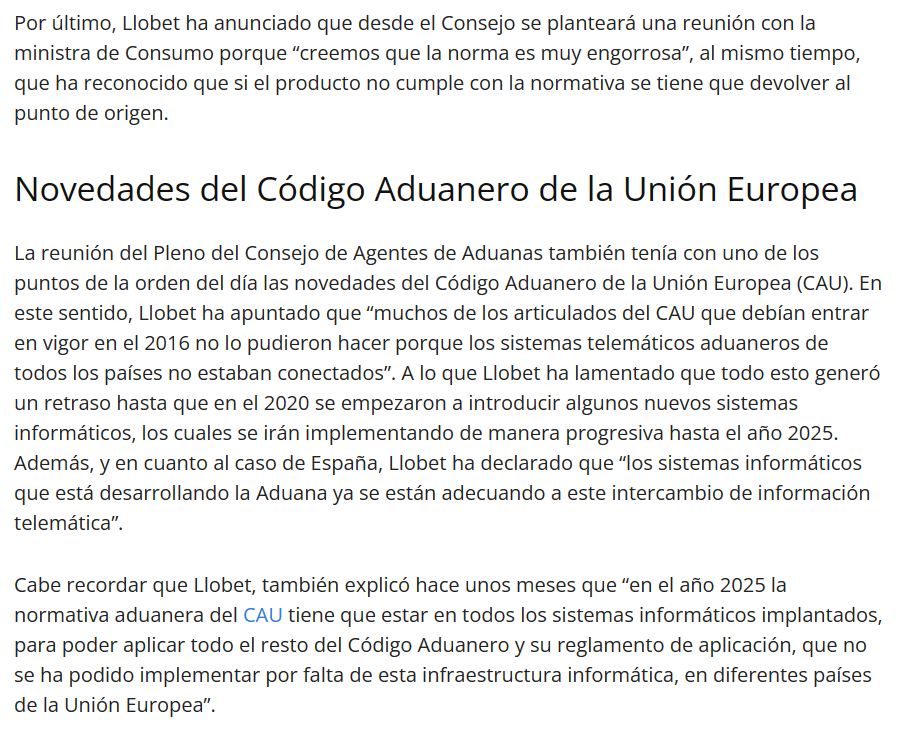 Por último, Llobet ha anunciado que desde el Consejo se planteará una reunión con la
ministra de Consumo porque “creemos que la norma es muy engorrosa”, al mismo tiempo,
que ha reconocido que si el producto no cumple con la normativa se tiene que devolver al
punto de origen.
Novedades del Código Aduanero de la Unión Europea
La reunión del Pleno del Consejo de Agentes de Aduanas también tenía con uno de los
puntos de la orden del día las novedades del Código Aduanero de la Unión Europea (CAU). En
este sentido, Llobet ha apuntado que “muchos de los articulados del CAU que debían entrar
en vigor en el 2016 no lo pudieron hacer porque los sistemas telemáticos aduaneros de
todos los países no estaban conectados”. A lo que Llobet ha lamentado que todo esto generó
un retraso hasta que en el 2020 se empezaron a introducir algunos nuevos sistemas
informáticos, los cuales se irán implementando de manera progresiva hasta el año 2025.
Además, y en cuanto al caso de España, Llobet ha declarado que “los sistemas informáticos
que está desarrollando la Aduana ya se están adecuando a este intercambio de información
telemática”.
Cabe recordar que Llobet, también explicó hace unos meses que “en el año 2025 la
normativa aduanera del CAU tiene que estar en todos los sistemas informáticos implantados,
para poder aplicar todo el resto del Código Aduanero y su reglamento de aplicación, que no
se ha podido implementar por falta de esta infraestructura informática, en diferentes países
de la Unión Europea”.